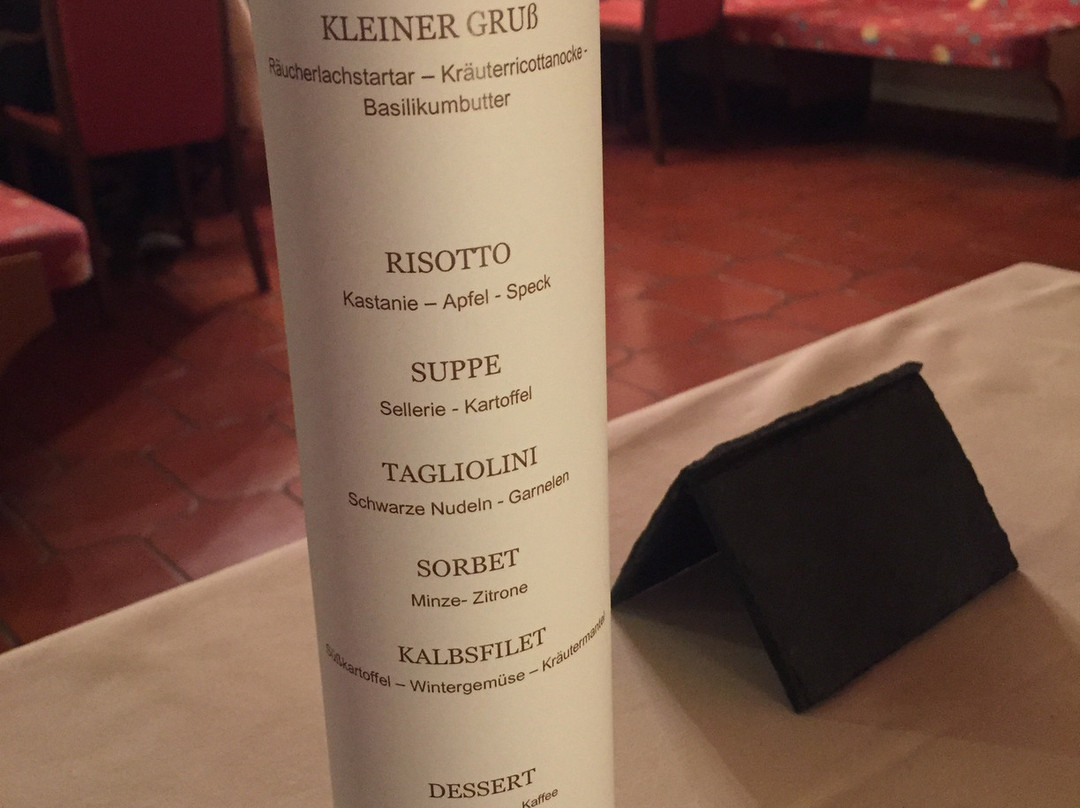 KLEINER GRUß
Räucherlachstartar – Kräuterricottanocke -
Basilikumbutter
RISOTTO
Kastanie – Apfel - Speck
SUPPE
Sellerie - Kartoffel
TAGLIOLINI
Schwarze Nudeln - Garnelen
SORBET
Minze- Zitrone
KALBSFILET
Süßkartoffel – Wintergemüse – Kräutermantel
DESSERT
Kaffee